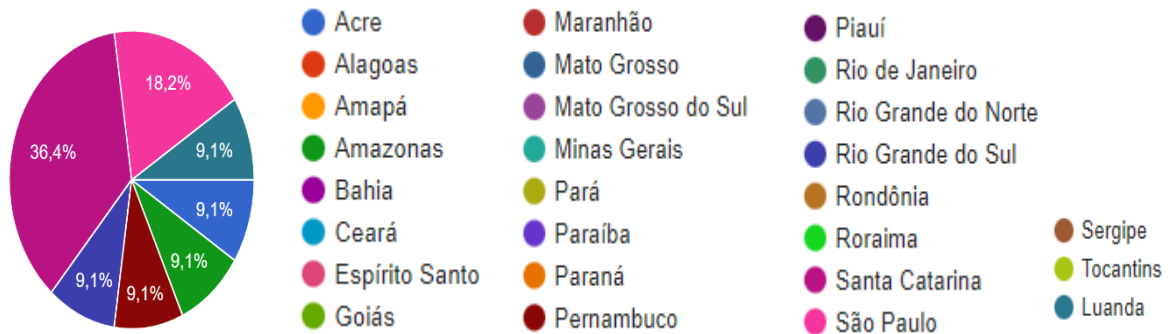 18,2%
36,4%
9,1%
9,1%
9,1%
9,1%
9,1%
Acre
Alagoas
Amapá
Amazonas
Bahia
Ceará
Espírito Santo
Goiás
Maranhão
Mato Grosso
Mato Grosso do Sul
Minas Gerais
Pará
Paraíba
Paraná
Pernambuco
Piauí
Rio de Janeiro
Rio Grande do Norte
Rio Grande do Sul
Rondônia
Roraima
Santa Catarina
São Paulo
Sergipe
Tocantins
Luanda